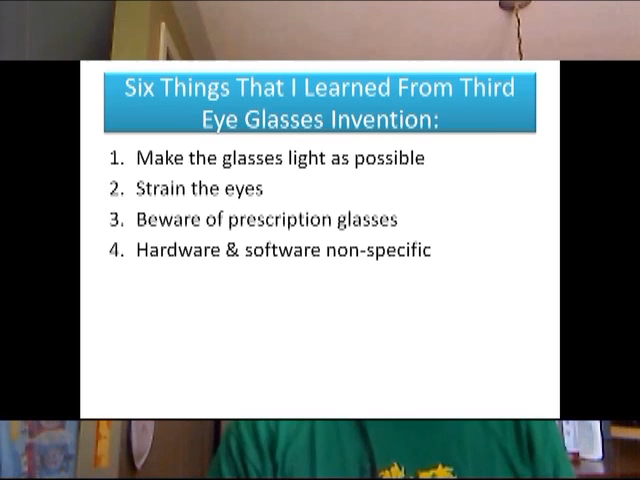 Six Things That I Learned From Third
Eye Glasses Invention:
1. Make the glasses light as possible
2. Strain the eyes
3. Beware of prescription glasses
4. Hardware & software non-specific